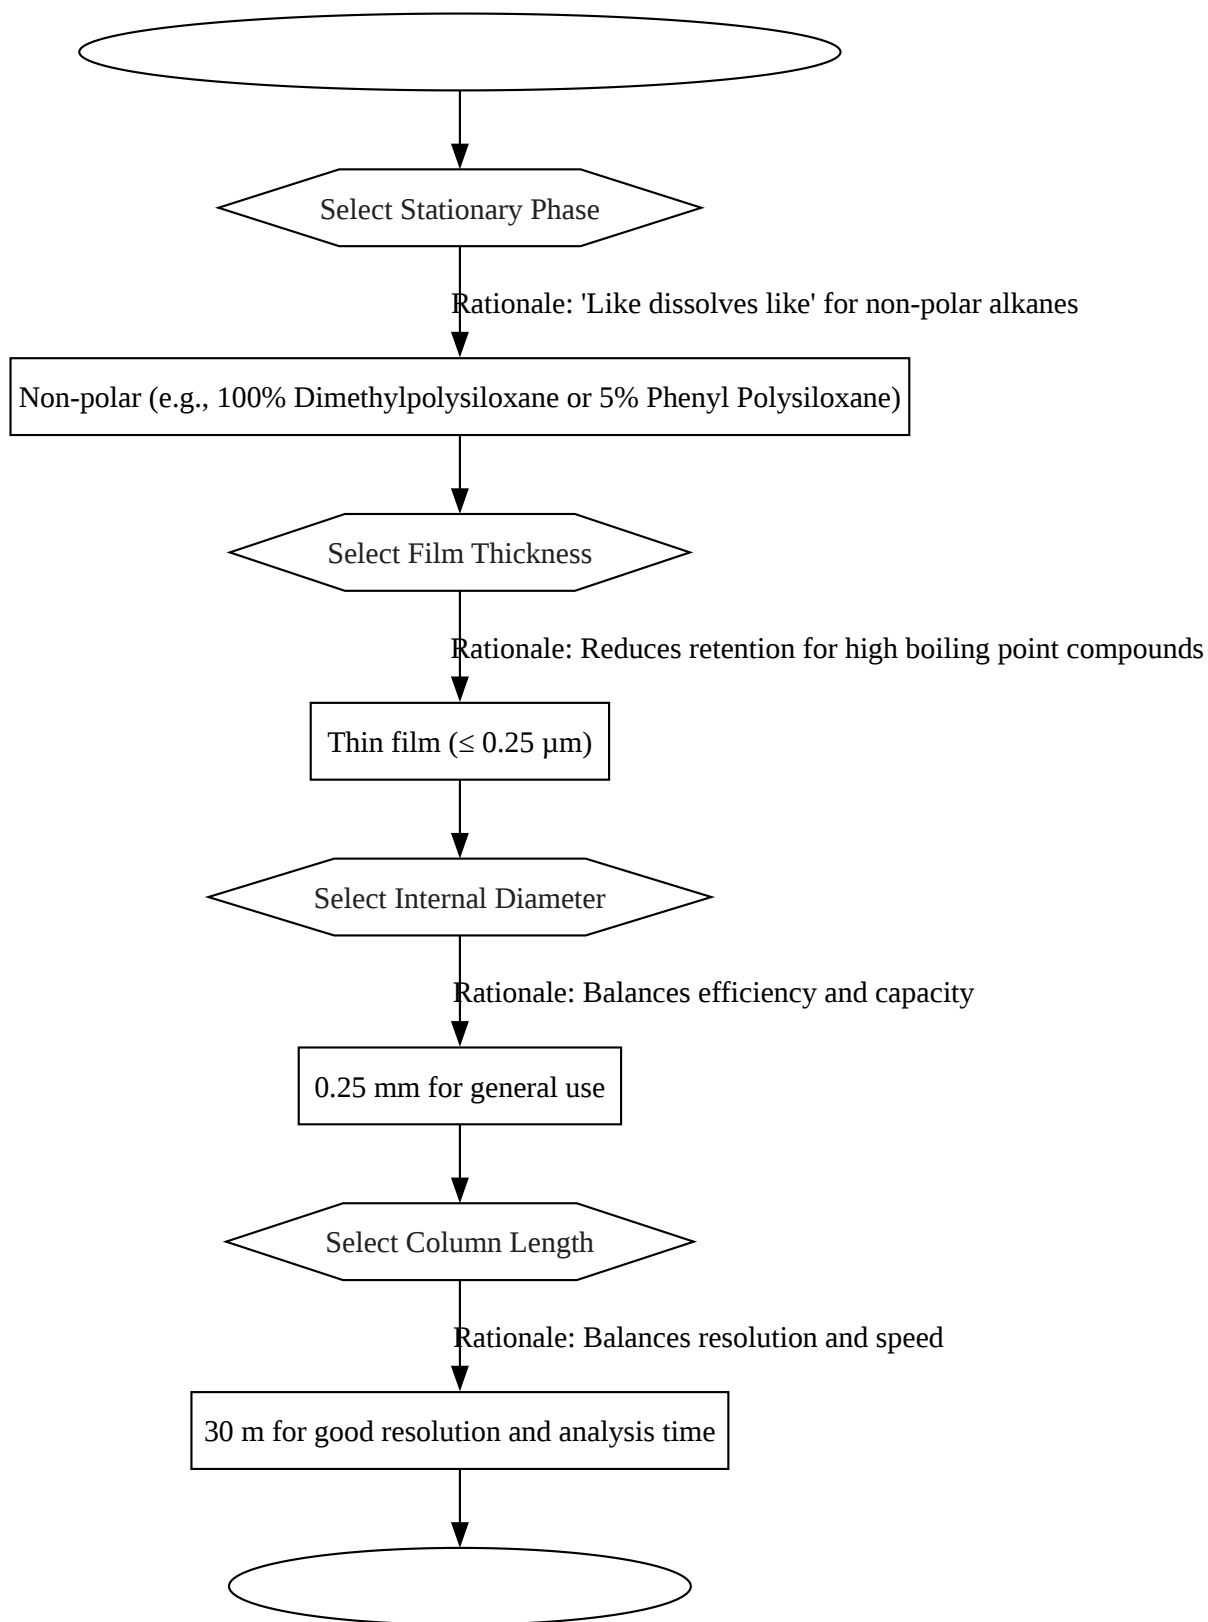 Select Stationary Phase
Rationale: 'Like dissolves like' for non-polar alkanes
Non-polar (e.g., 100% Dimethylpolysiloxane or 5% Phenyl Polysiloxane)
Select Film Thickness
Rationale: Reduces retention for high boiling point compounds
Thin film (≤ 0.25 µm)
Select Internal Diameter
Rationale: Balances efficiency and capacity
0.25 mm for general use
Select Column Length
Rationale: Balances resolution and speed
30 m for good resolution and analysis time